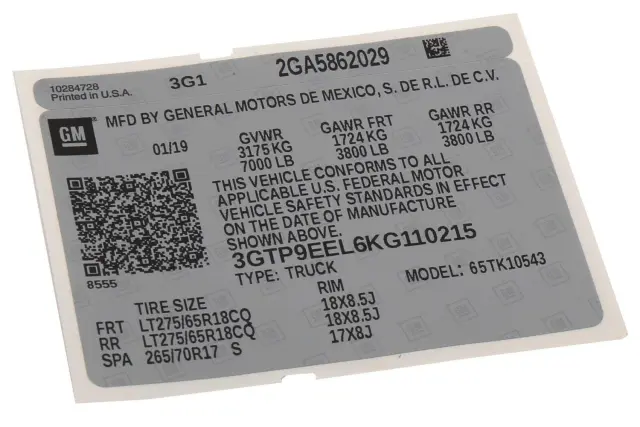 10284728
Printed in U.S.A.
3G1
2GA5862029
MFD BY GENERAL MOTORS DE MEXICO, S. DE R.L. DE C.V.
GM
01/19
GVWR
3175 KG
7000 LB
GAWR FRT
1724 KG
3800 LB
GAWR RR
1724 KG
3800 LB
THIS VEHICLE CONFORMS TO ALL
APPLICABLE U.S. FEDERAL MOTOR
VEHICLE SAFETY STANDARDS IN EFFECT
ON THE DATE OF MANUFACTURE
SHOWN ABOVE.
3GTP9EEL6KG110215
8555
TYPE: TRUCK
MODEL: 65TK10543
TIRE SIZE RIM
FRT LT275/65R18CQ 18X8.5J
RR LT275/65R18CQ 18X8.5J
SPA 265/70R17 S 17X8J